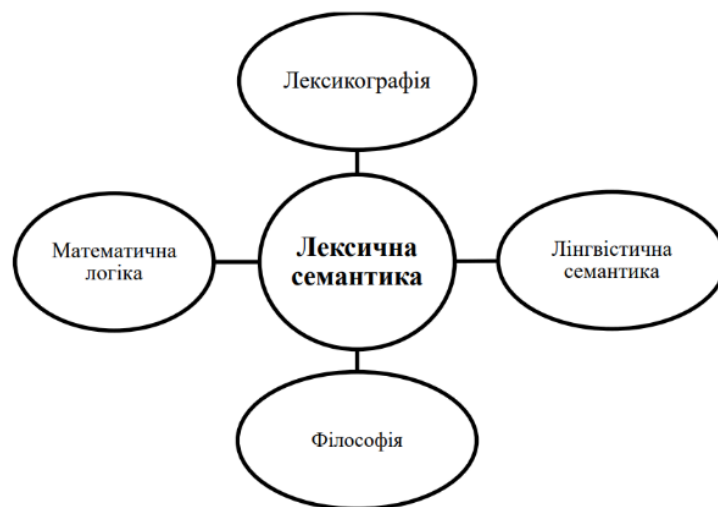 Лексикографія
Математична
логіка
Лексична
семантика
Лінгвістична
семантика
Філософія